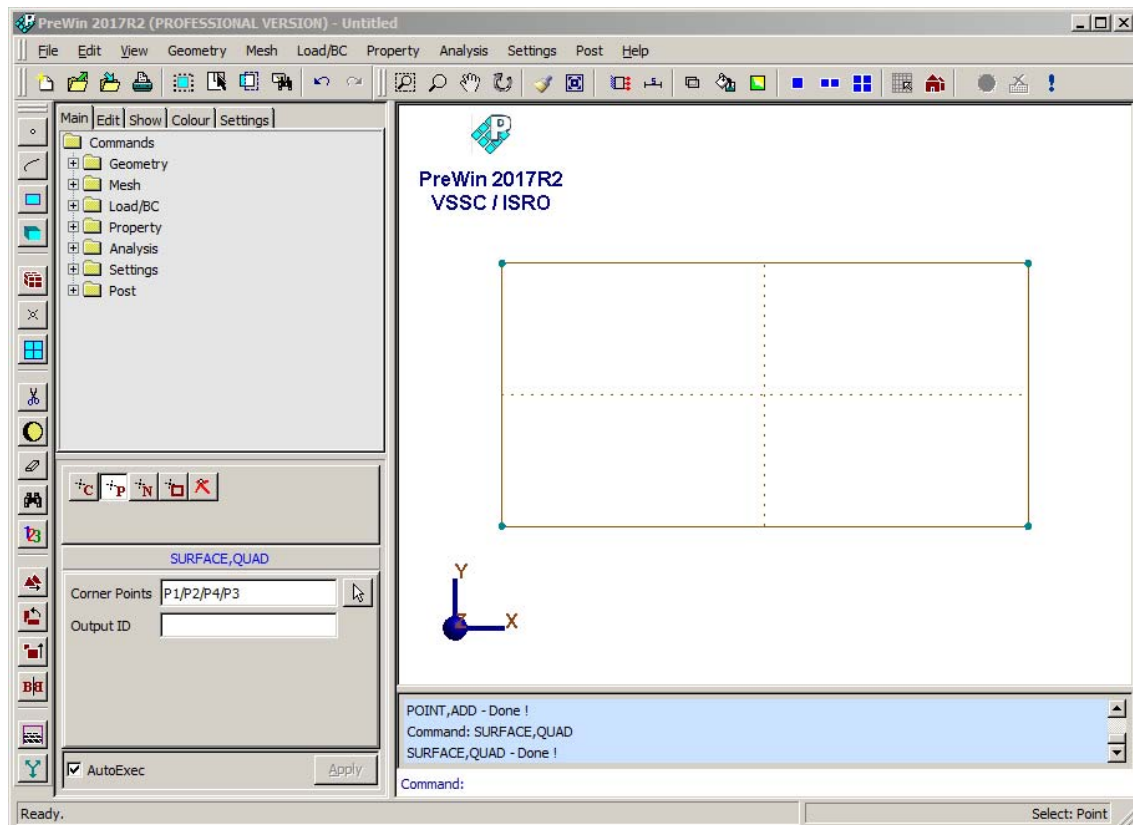 PreWin 2017R2 (PROFESSIONAL VERSION) - Untitled
File Edit View Geometry Mesh Load/BC Property Analysis Settings Post Help
Main Edit Show Colour Settings
Commands
Geometry
Mesh
Load/BC
Property
Analysis
Settings
Post
C P N
SURFACE,QUAD
Corner Points P1/P2/P4/P3
Output ID
AutoExec Apply
P
PreWin 2017R2
VSSC / ISRO
Y
Z X
POINT,ADD - Done !
Command: SURFACE,QUAD
SURFACE,QUAD - Done !
Command:
Ready. Select: Point